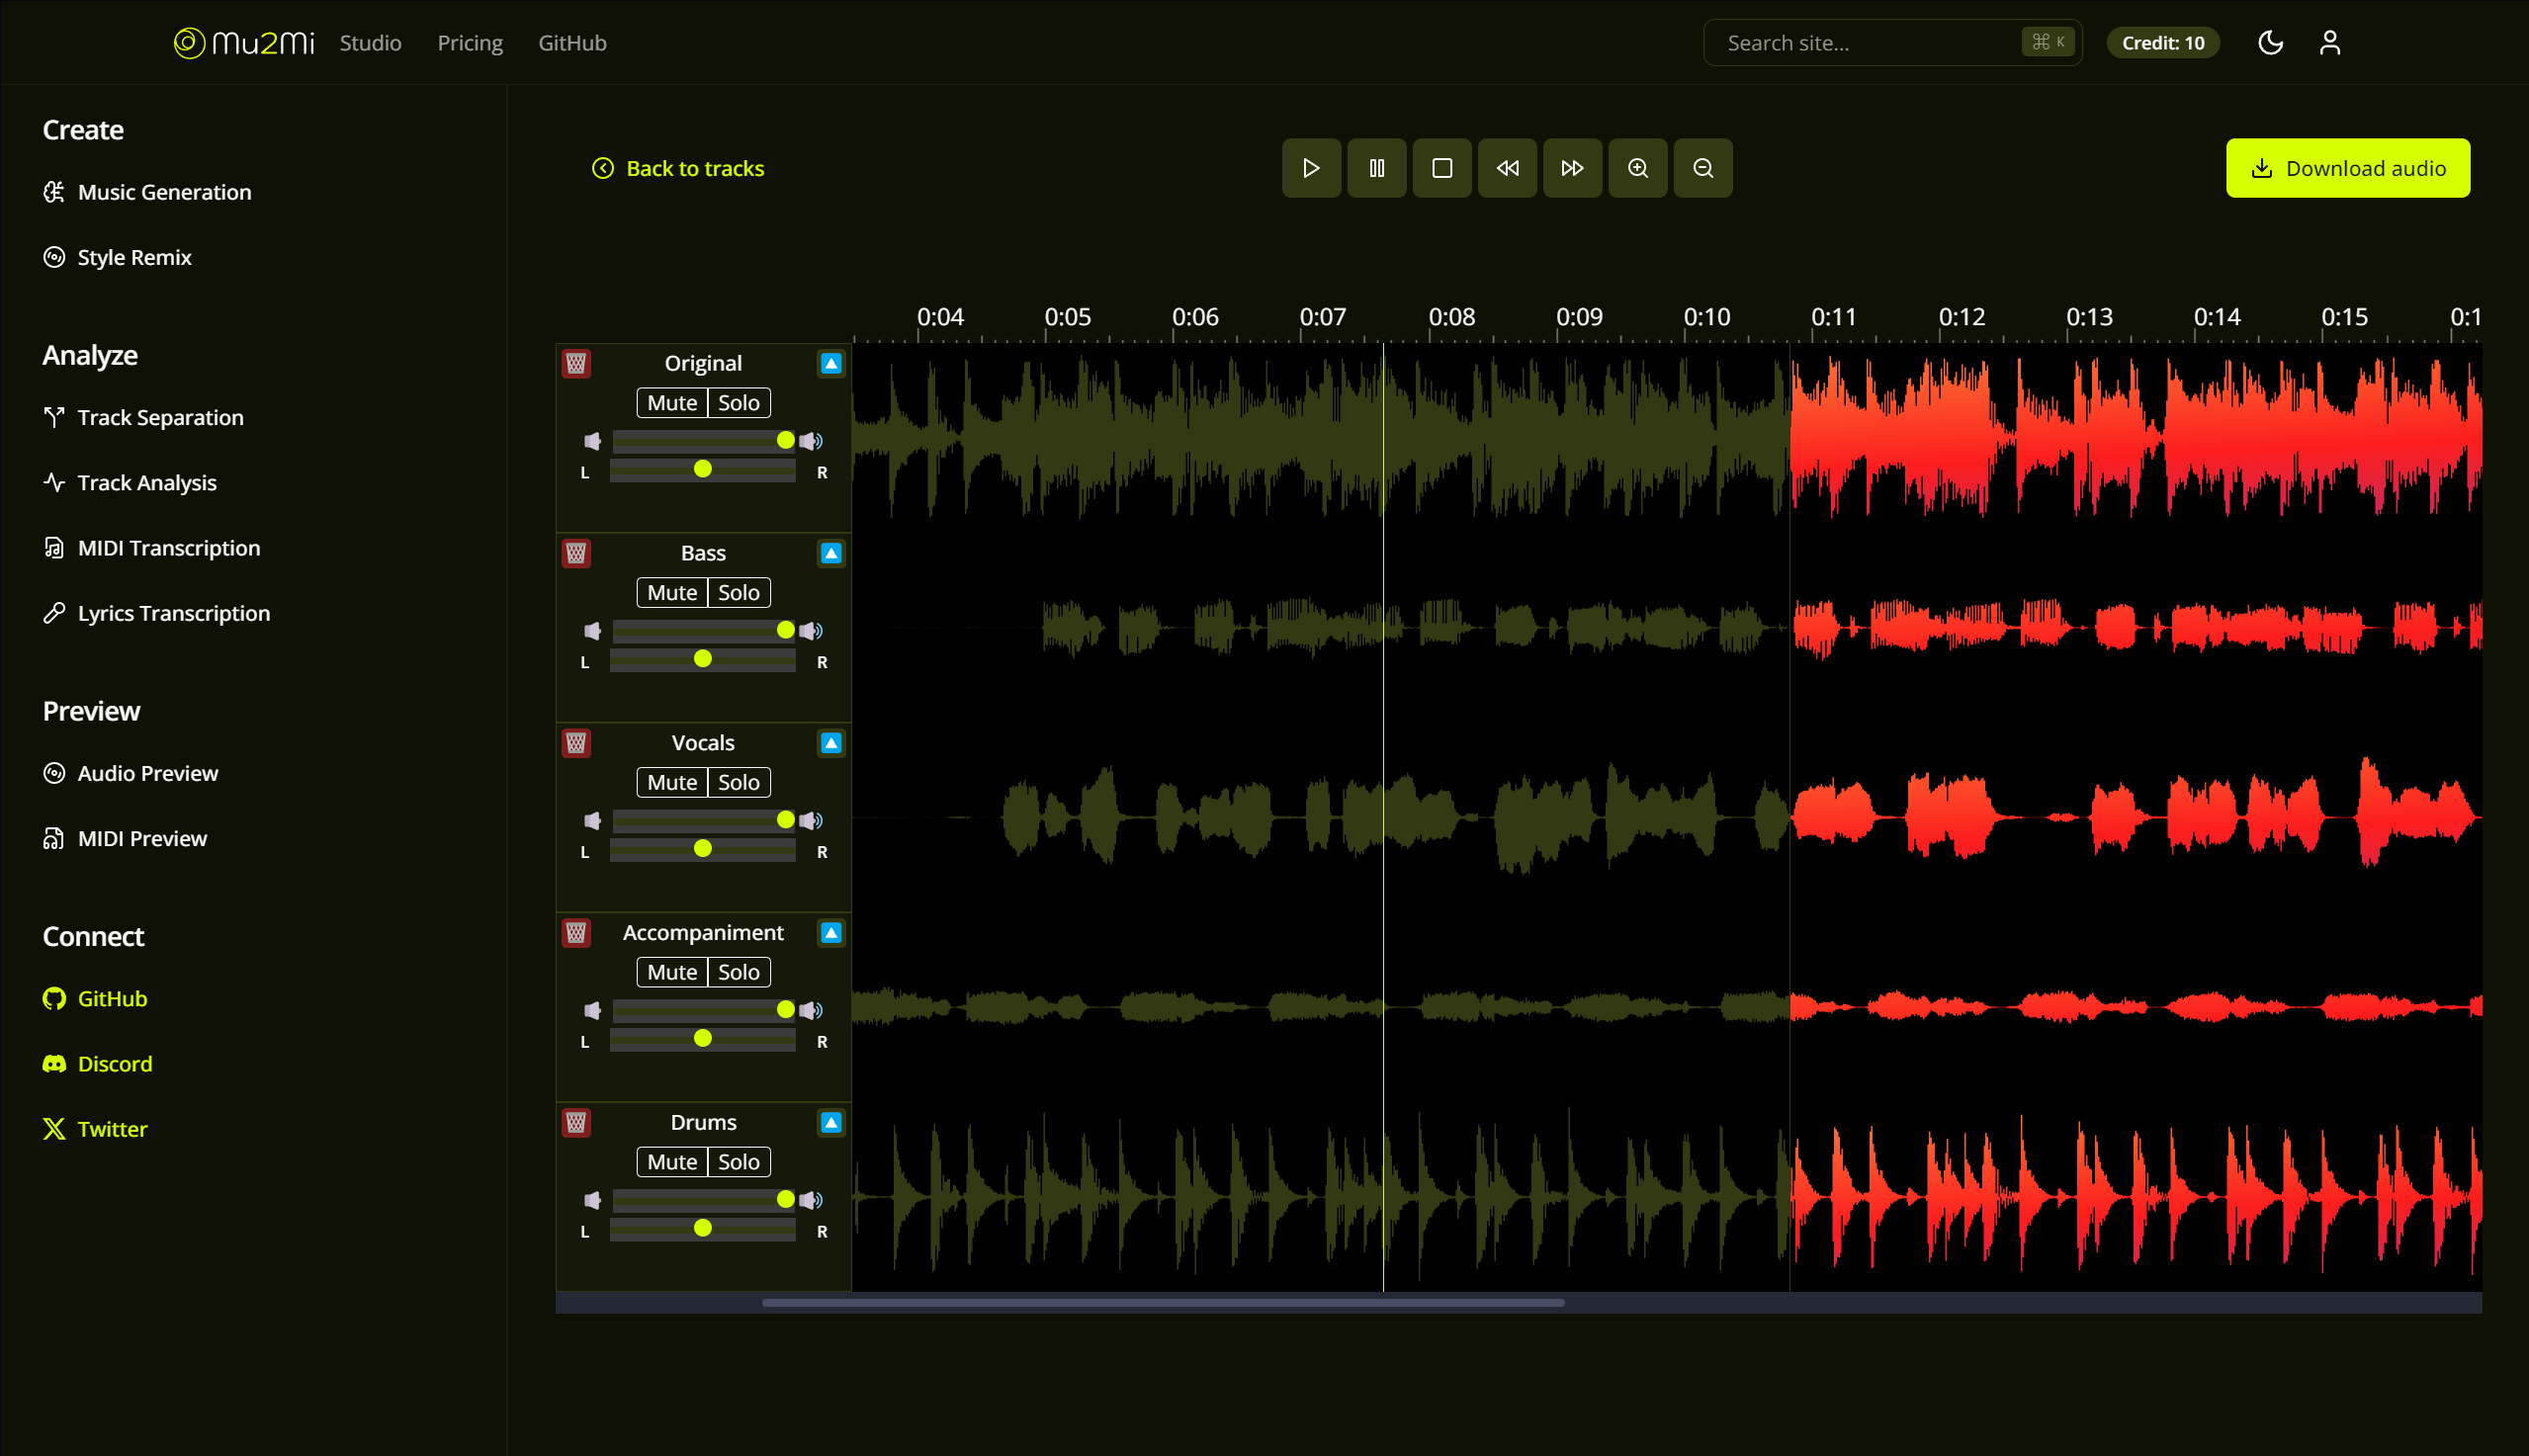 Mu2Mi Studio Pricing GitHub Search site... ⌘ K Credit: 10
Create
Music Generation
Style Remix
Analyze
Track Separation
Track Analysis
MIDI Transcription
Lyrics Transcription
Preview
Audio Preview
MIDI Preview
Connect
GitHub
Discord
Twitter
Back to tracks
Download audio
0:04 0:05 0:06 0:07 0:08 0:09 0:10 0:11 0:12 0:13 0:14 0:15 0:1
Original
Mute Solo
L R
Bass
Mute Solo
L R
Vocals
Mute Solo
L R
Accompaniment
Mute Solo
L R
Drums
Mute Solo
L R